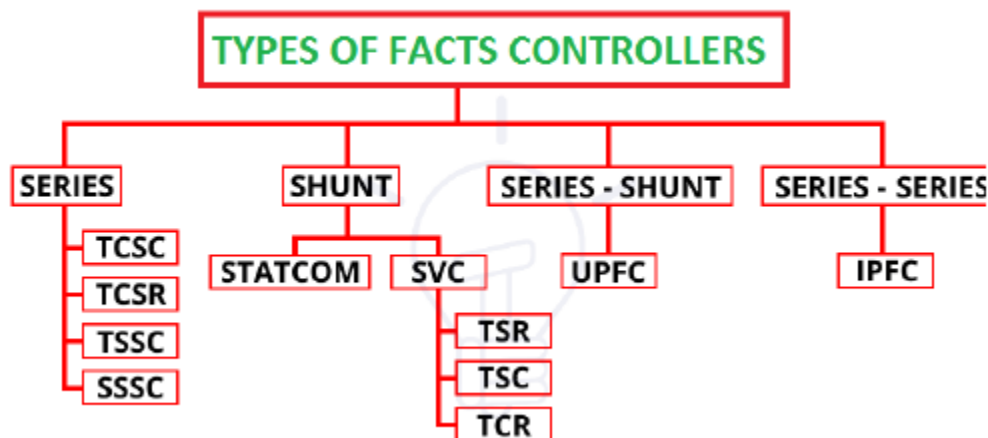 TYPES OF FACTS CONTROLLERS
SERIES
SHUNT
SERIES - SHUNT
SERIES - SERIES
TCSC
TCSR
TSSC
SSSC
STATCOM
SVC
TSR
TSC
TCR
UPFC
IPFC